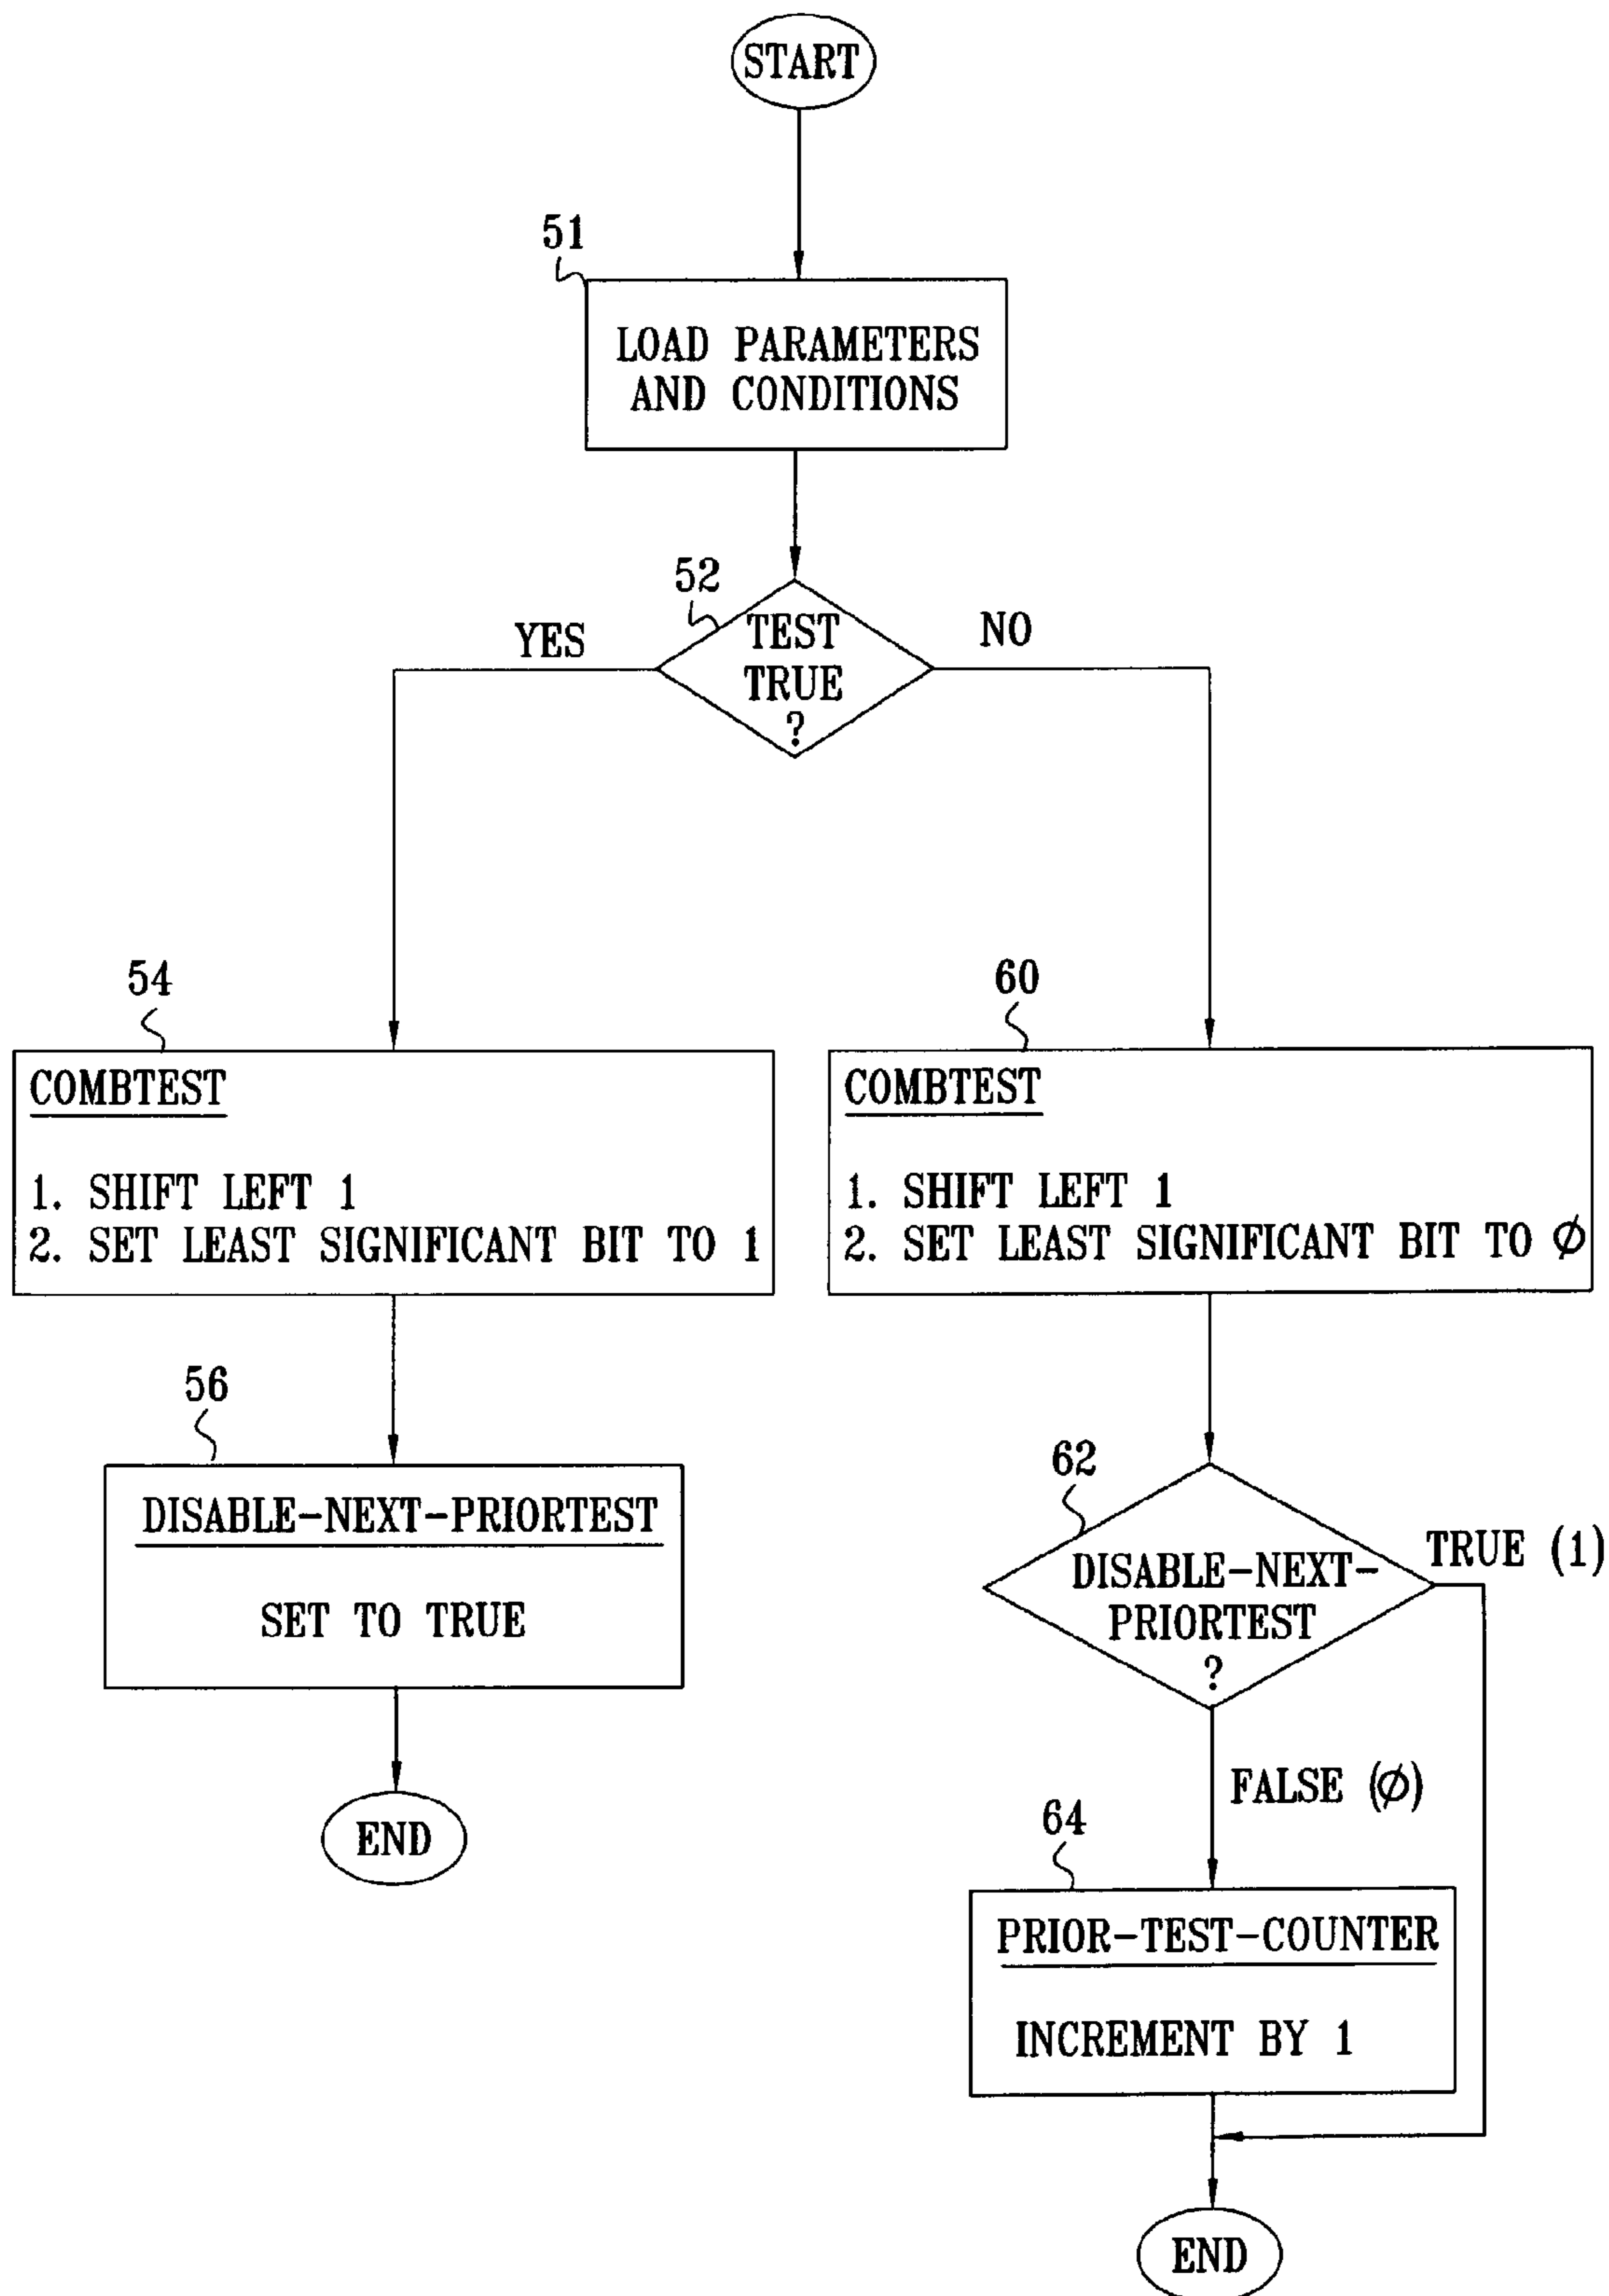 START
51
LOAD PARAMETERS
AND CONDITIONS
52
TEST
TRUE
?
YES
NO
54
COMBTEST
1. SHIFT LEFT 1
2. SET LEAST SIGNIFICANT BIT TO 1
60
COMBTEST
1. SHIFT LEFT 1
2. SET LEAST SIGNIFICANT BIT TO Ø
56
DISABLE-NEXT-PRIORTEST
SET TO TRUE
END
62
DISABLE-NEXT-
PRIORTEST
?
TRUE (1)
FALSE (Ø)
64
PRIOR-TEST-COUNTER
INCREMENT BY 1
END